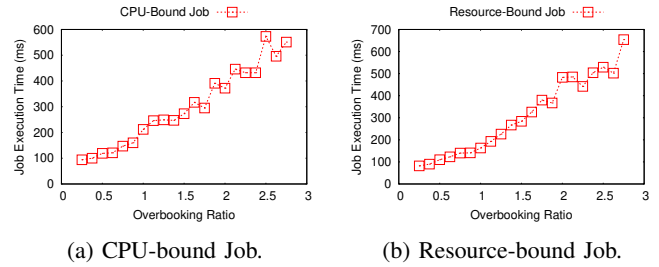 CPU-Bound Job
Job Execution Time (ms)
600
500
400
300
200
100
0
0 0.5 1 1.5 2 2.5 3
Overbooking Ratio
(a) CPU-bound Job.
Resource-Bound Job
Job Execution Time (ms)
700
600
500
400
300
200
100
0
0 0.5 1 1.5 2 2.5 3
Overbooking Ratio
(b) Resource-bound Job.